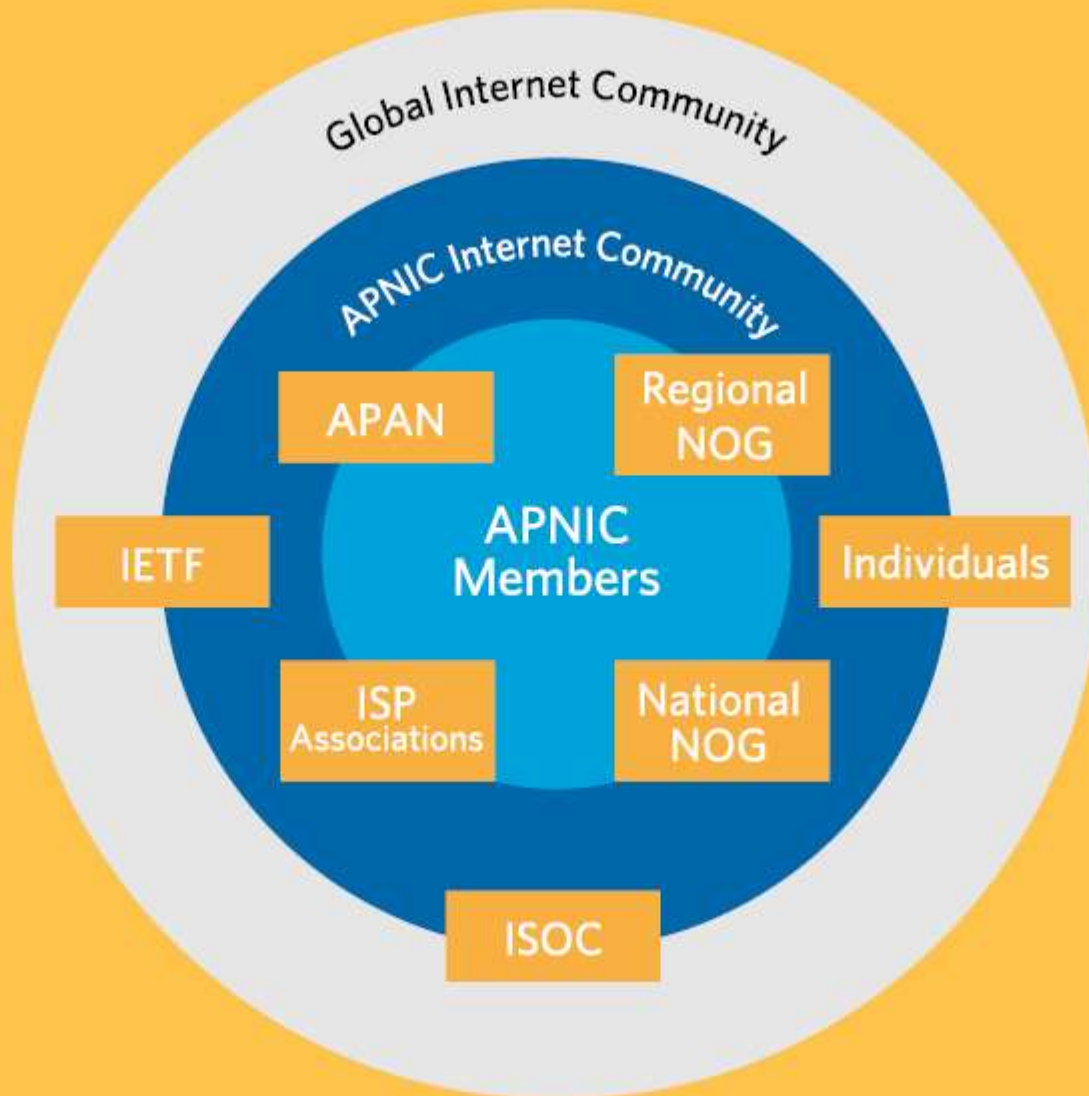 Global Internet Community
APNIC Internet Community
APAN
Regional
NOG
APNIC
Members
IETF
Individuals
ISP
Associations
National
NOG
ISOC